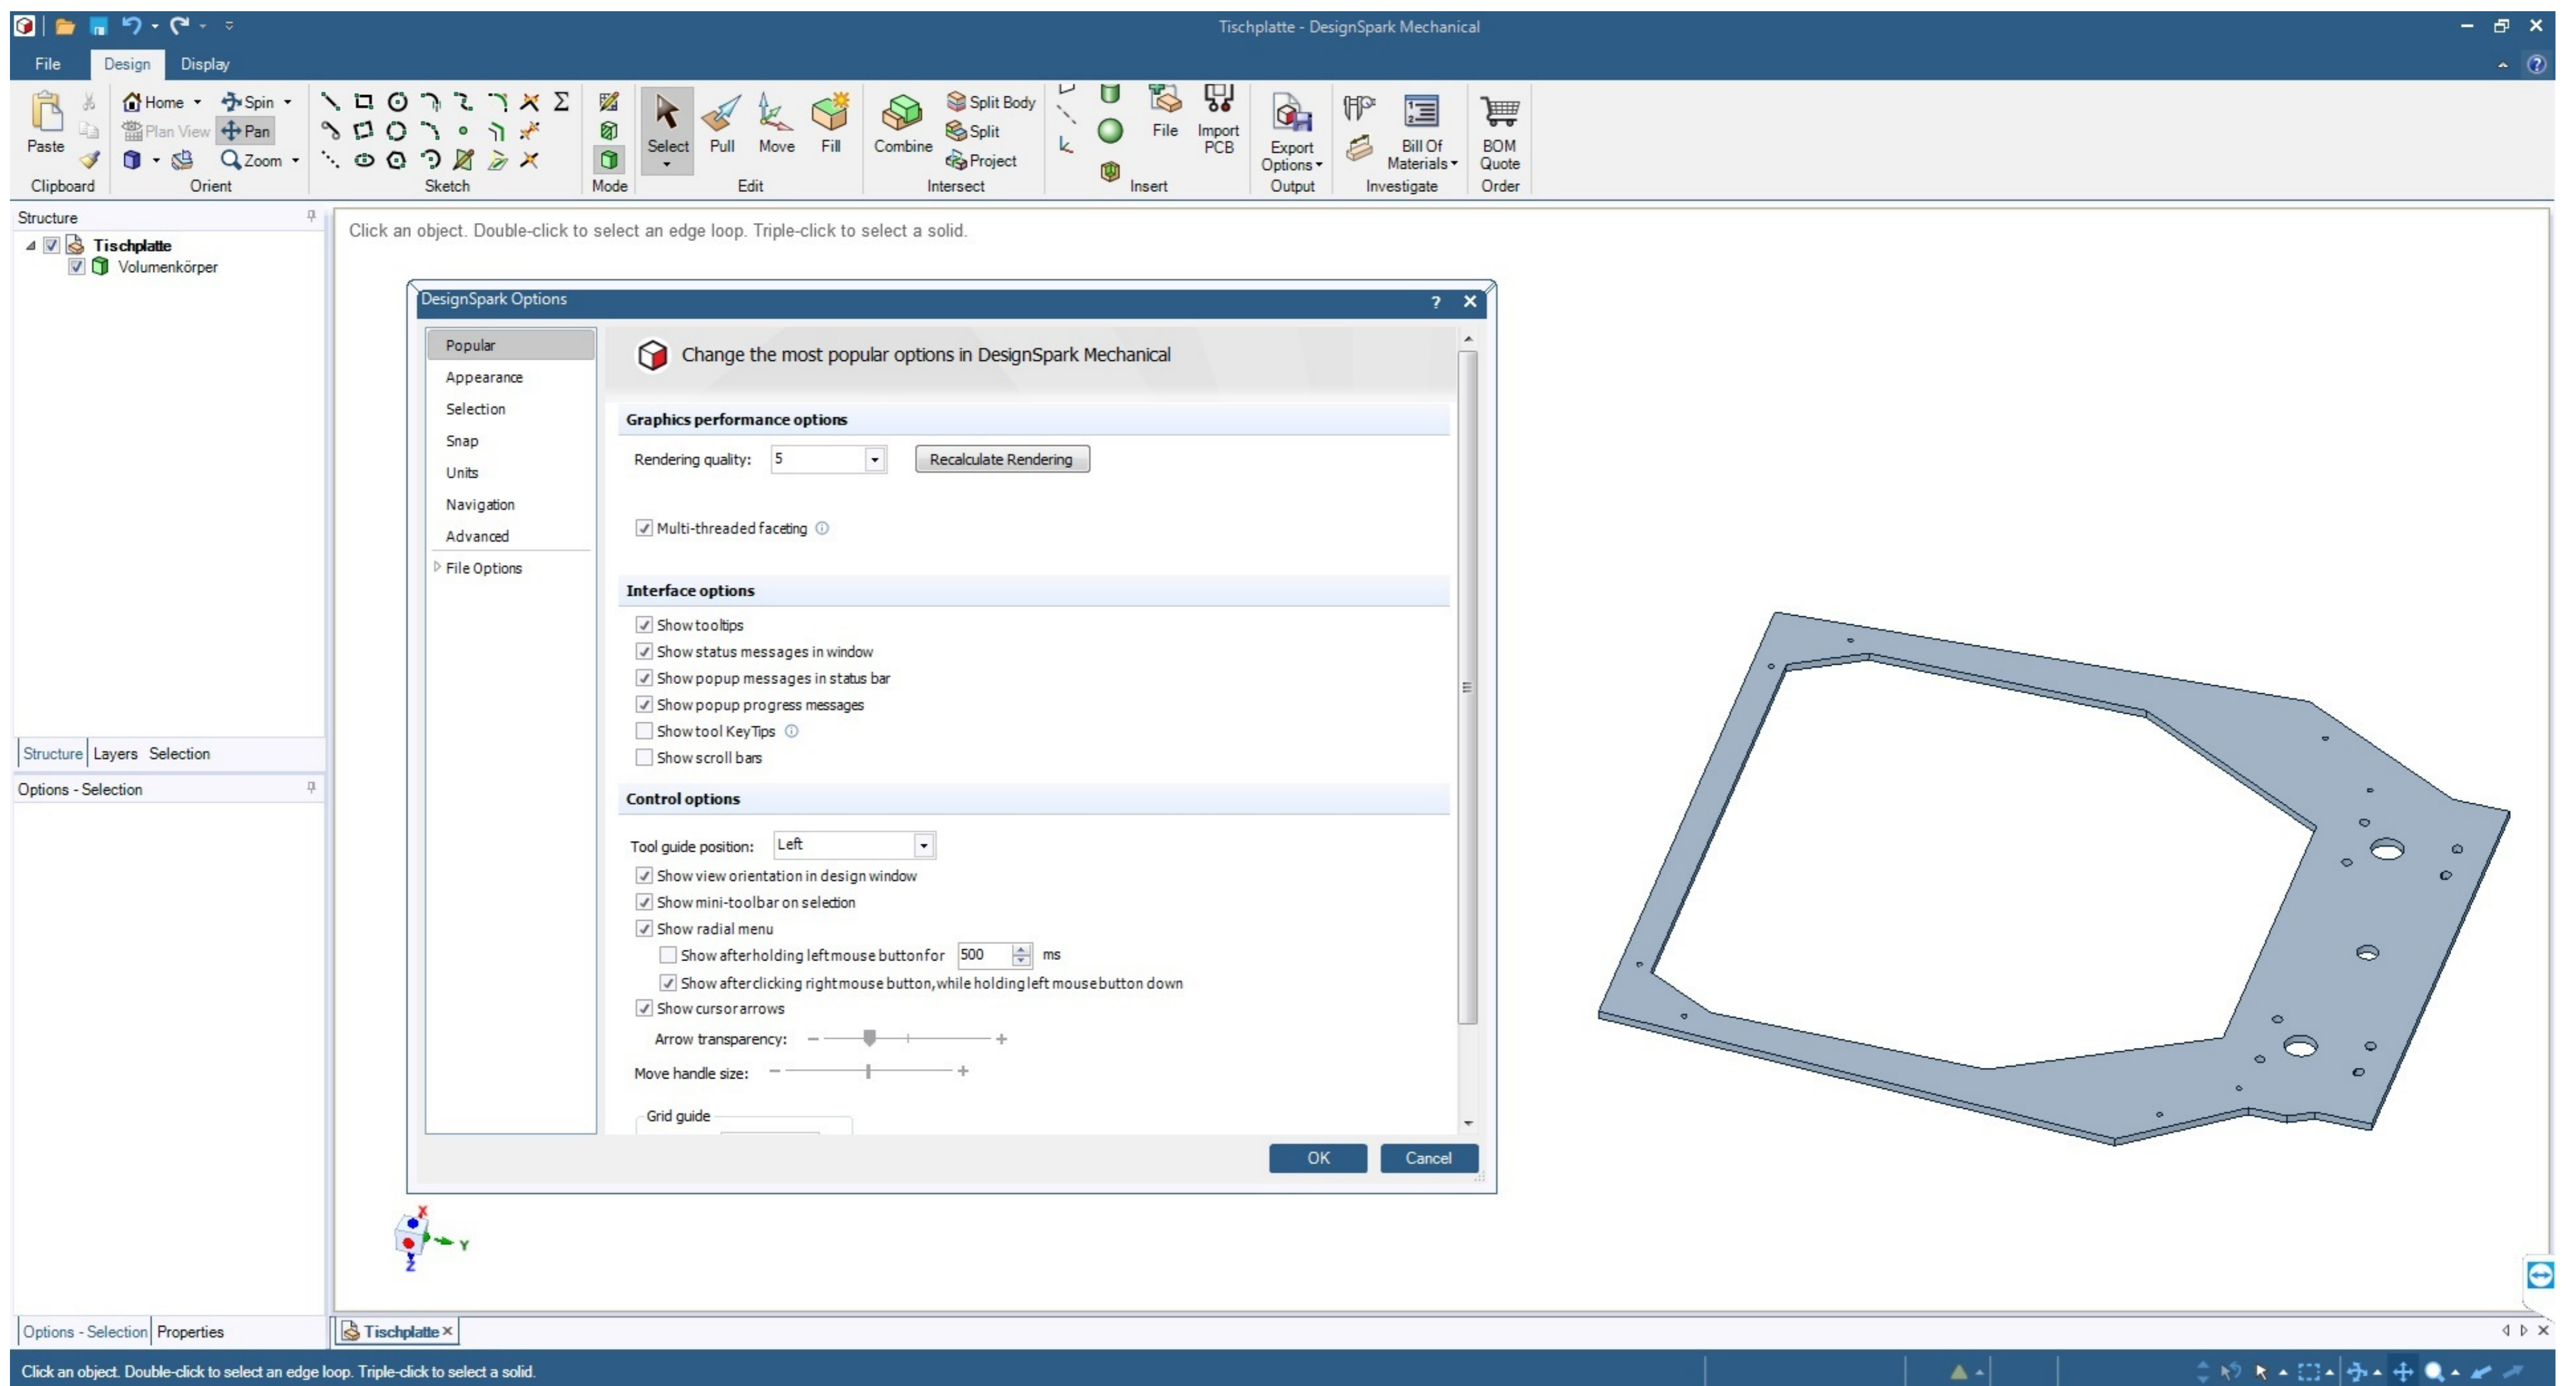 Tischplatte - DesignSpark Mechanical
File Design Display
Paste
Clipboard
Home Spin
Plan View Pan
Zoom
Orient
Sketch
Mode
Select Pull Move Fill
Edit
Combine
Split Body
Split
Project
Intersect
File Import PCB
Insert
Export Options
Output
Bill Of Materials
Investigate
BOM Quote
Order
Structure
Tischplatte
Volumenkörper
Structure Layers Selection
Options - Selection
Options - Selection Properties
Click an object. Double-click to select an edge loop. Triple-click to select a solid.
DesignSpark Options
Popular
Appearance
Selection
Snap
Units
Navigation
Advanced
File Options
Change the most popular options in DesignSpark Mechanical
Graphics performance options
Rendering quality: 5 Recalculate Rendering
Multi-threaded faceting
Interface options
Show tooltips
Show status messages in window
Show popup messages in status bar
Show popup progress messages
Show tool KeyTips
Show scroll bars
Control options
Tool guide position: Left
Show view orientation in design window
Show mini-toolbar on selection
Show radial menu
Show after holding left mouse button for 500 ms
Show after clicking right mouse button, while holding left mouse button down
Show cursor arrows
Arrow transparency:
Move handle size:
Grid guide
OK Cancel
X
Y
Z
Tischplatte
Click an object. Double-click to select an edge loop. Triple-click to select a solid.